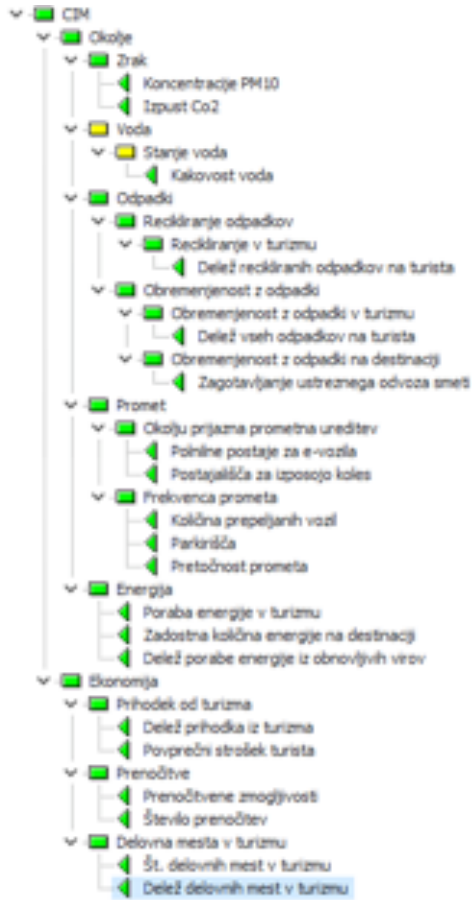 CIM
Okolje
Zrak
Koncentracije PM10
Izpust Co2
Voda
Stanje voda
Kakovost voda
Odpadki
Recikliranje odpadkov
Recikliranje v turizmu
Delež recikliranih odpadkov na turista
Obremenjenost z odpadki
Obremenjenost z odpadki v turizmu
Delež vseh odpadkov na turista
Obremenjenost z odpadki na destinaciji
Zagotavljanje ustreznega odvoza smeti
Promet
Okolju prijazna prometna ureditev
Polnilne postaje za e-vozila
Postajališča za izposojo koles
Frekvenca prometa
Količina prepeljanih vozil
Parkirišča
Pretočnost prometa
Energija
Poraba energije v turizmu
Zadostna količna energije na destinaciji
Delež porabe energije iz obnovljivih virov
Ekonomija
Prihodek od turizma
Delež prihodka iz turizma
Povprečni strošek turista
Prenočitve
Prenočitvene zmogljivosti
Število prenočitev
Delovna mesta v turizmu
Št. delovnih mest v turizmu
Delež delovnih mest v turizmu